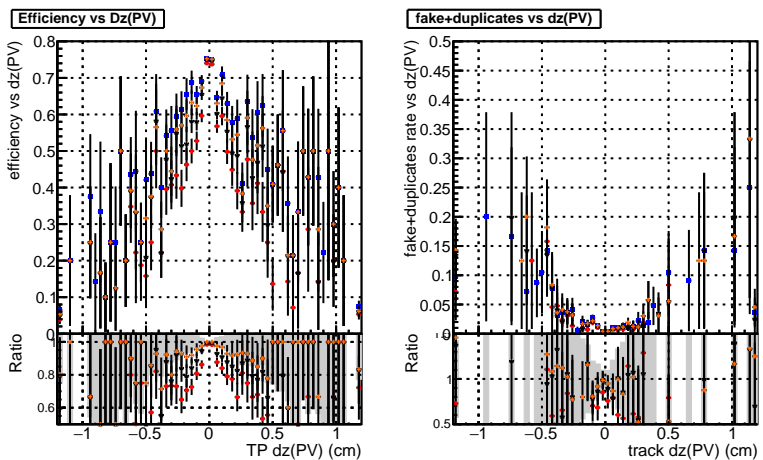 Efficiency vs Dz(PV)
efficiency vs dz(PV)
0.8
0.7
0.6
0.5
0.4
0.3
0.2
0.1
0
Ratio
1
0.8
0.6
−1 −0.5 0 0.5 1
TP dz(PV) (cm)
fake+duplicates vs dz(PV)
fake+duplicates rate vs dz(PV)
0.5
0.45
0.4
0.35
0.3
0.25
0.2
0.15
0.1
0.05
0
Ratio
1
0.5
−1 −0.5 0 0.5 1
track dz(PV) (cm)